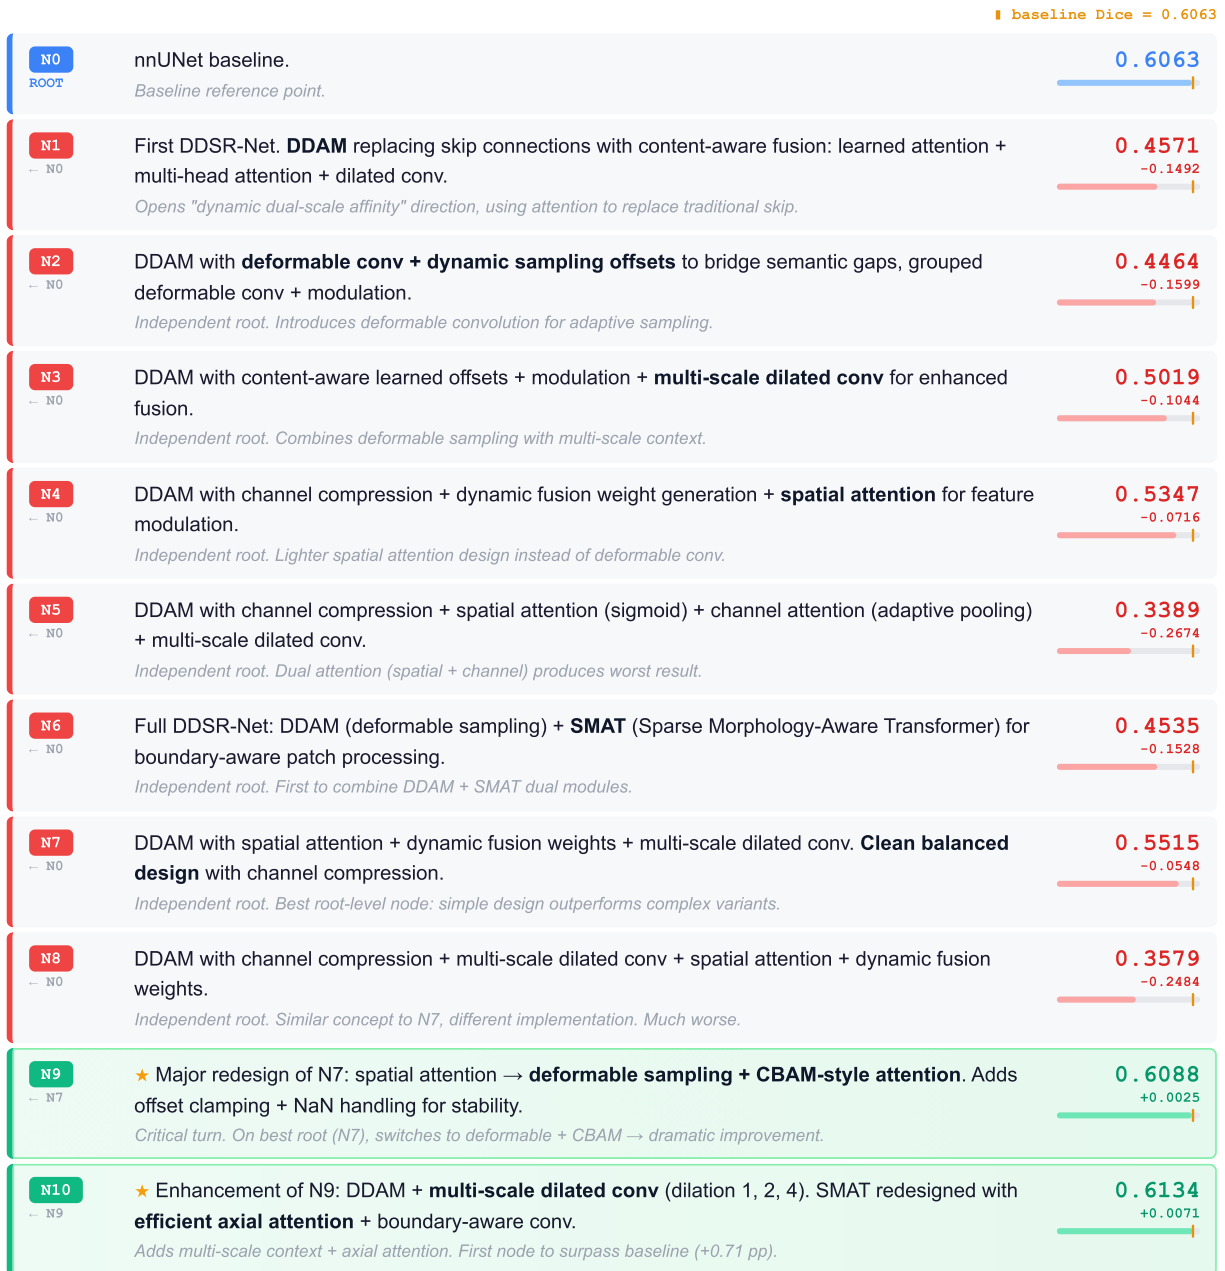 baseline Dice = 0.6063
N0 nnUNet baseline. 0.6063
ROOT Baseline reference point.
N1 First DDSR-Net. DDAM replacing skip connections with content-aware fusion: learned attention + 0.4571
← N0 multi-head attention + dilated conv. -0.1492
Opens "dynamic dual-scale affinity" direction, using attention to replace traditional skip.
N2 DDAM with deformable conv + dynamic sampling offsets to bridge semantic gaps, grouped 0.4464
← N0 deformable conv + modulation. -0.1599
Independent root. Introduces deformable convolution for adaptive sampling.
N3 DDAM with content-aware learned offsets + modulation + multi-scale dilated conv for enhanced 0.5019
← N0 fusion. -0.1044
Independent root. Combines deformable sampling with multi-scale context.
N4 DDAM with channel compression + dynamic fusion weight generation + spatial attention for feature 0.5347
← N0 modulation. -0.0716
Independent root. Lighter spatial attention design instead of deformable conv.
N5 DDAM with channel compression + spatial attention (sigmoid) + channel attention (adaptive pooling) 0.3389
← N0 + multi-scale dilated conv. -0.2674
Independent root. Dual attention (spatial + channel) produces worst result.
N6 Full DDSR-Net: DDAM (deformable sampling) + SMAT (Sparse Morphology-Aware Transformer) for 0.4535
← N0 boundary-aware patch processing. -0.1528
Independent root. First to combine DDAM + SMAT dual modules.
N7 DDAM with spatial attention + dynamic fusion weights + multi-scale dilated conv. Clean balanced 0.5515
← N0 design with channel compression. -0.0548
Independent root. Best root-level node: simple design outperforms complex variants.
N8 DDAM with channel compression + multi-scale dilated conv + spatial attention + dynamic fusion 0.3579
← N0 weights. -0.2484
Independent root. Similar concept to N7, different implementation. Much worse.
N9 ★ Major redesign of N7: spatial attention → deformable sampling + CBAM-style attention. Adds 0.6088
← N7 offset clamping + NaN handling for stability. +0.0025
Critical turn. On best root (N7), switches to deformable + CBAM → dramatic improvement.
N10 ★ Enhancement of N9: DDAM + multi-scale dilated conv (dilation 1, 2, 4). SMAT redesigned with 0.6134
← N9 efficient axial attention + boundary-aware conv. +0.0071
Adds multi-scale context + axial attention. First node to surpass baseline (+0.71 pp).